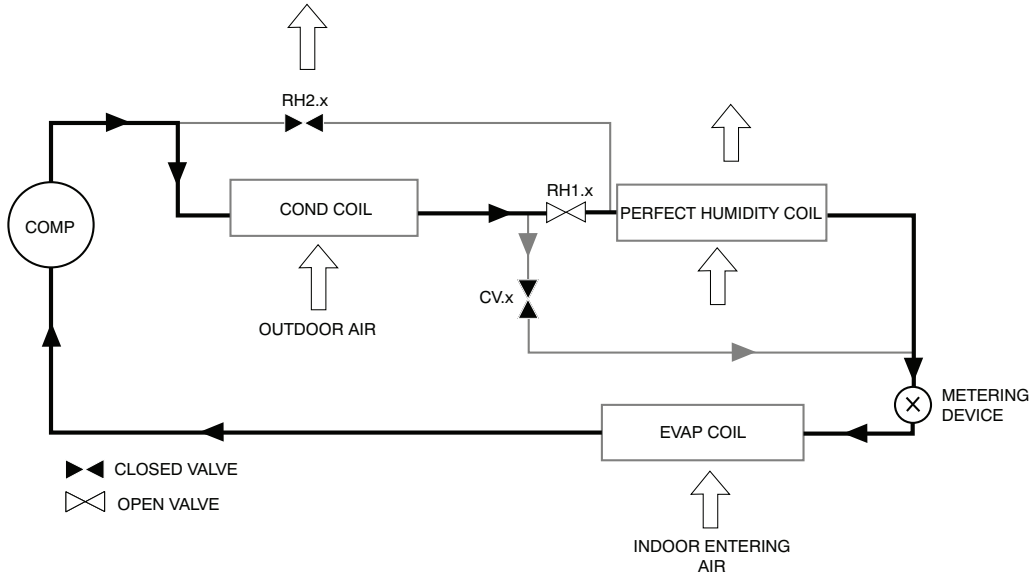 RH2.x
RH1.x
COND COIL
PERFECT HUMIDITY COIL
COMP
CV.x
OUTDOOR AIR
METERING
DEVICE
EVAP COIL
CLOSED VALVE
OPEN VALVE
INDOOR ENTERING
AIR